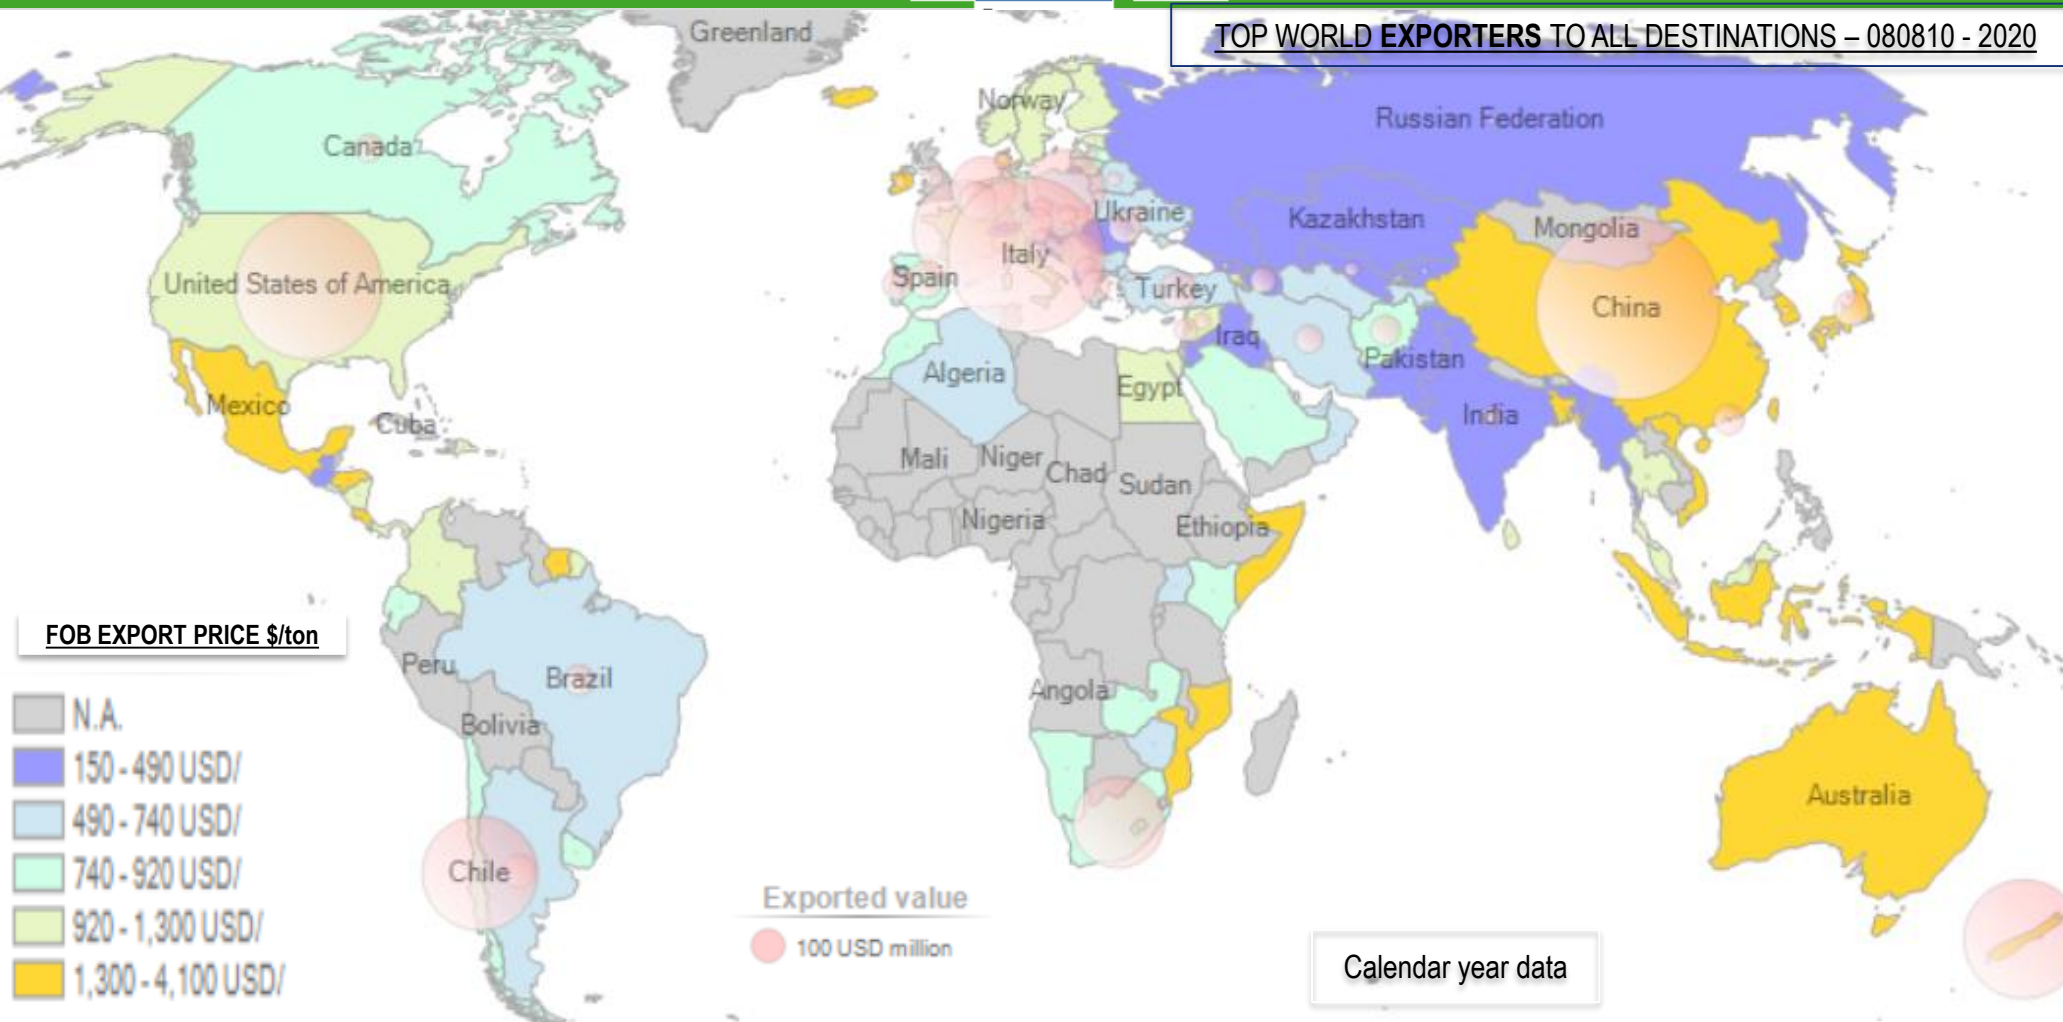 TOP WORLD EXPORTERS TO ALL DESTINATIONS – 080810 - 2020
Greenland
Norway
Russian Federation
Canada
Ukraine
Kazakhstan
Mongolia
Italy
United States of America
Spain
Turkey
China
Iraq
Pakistan
Algeria
Egypt
Mexico
Cuba
India
Mali
Niger
Chad
Sudan
Nigeria
Ethiopia
FOB EXPORT PRICE $/ton
Peru
Brazil
Angola
Bolivia
N.A.
150 - 490 USD/
490 - 740 USD/
740 - 920 USD/
920 - 1,300 USD/
1,300 - 4,100 USD/
Australia
Chile
Exported value
100 USD million
Calendar year data